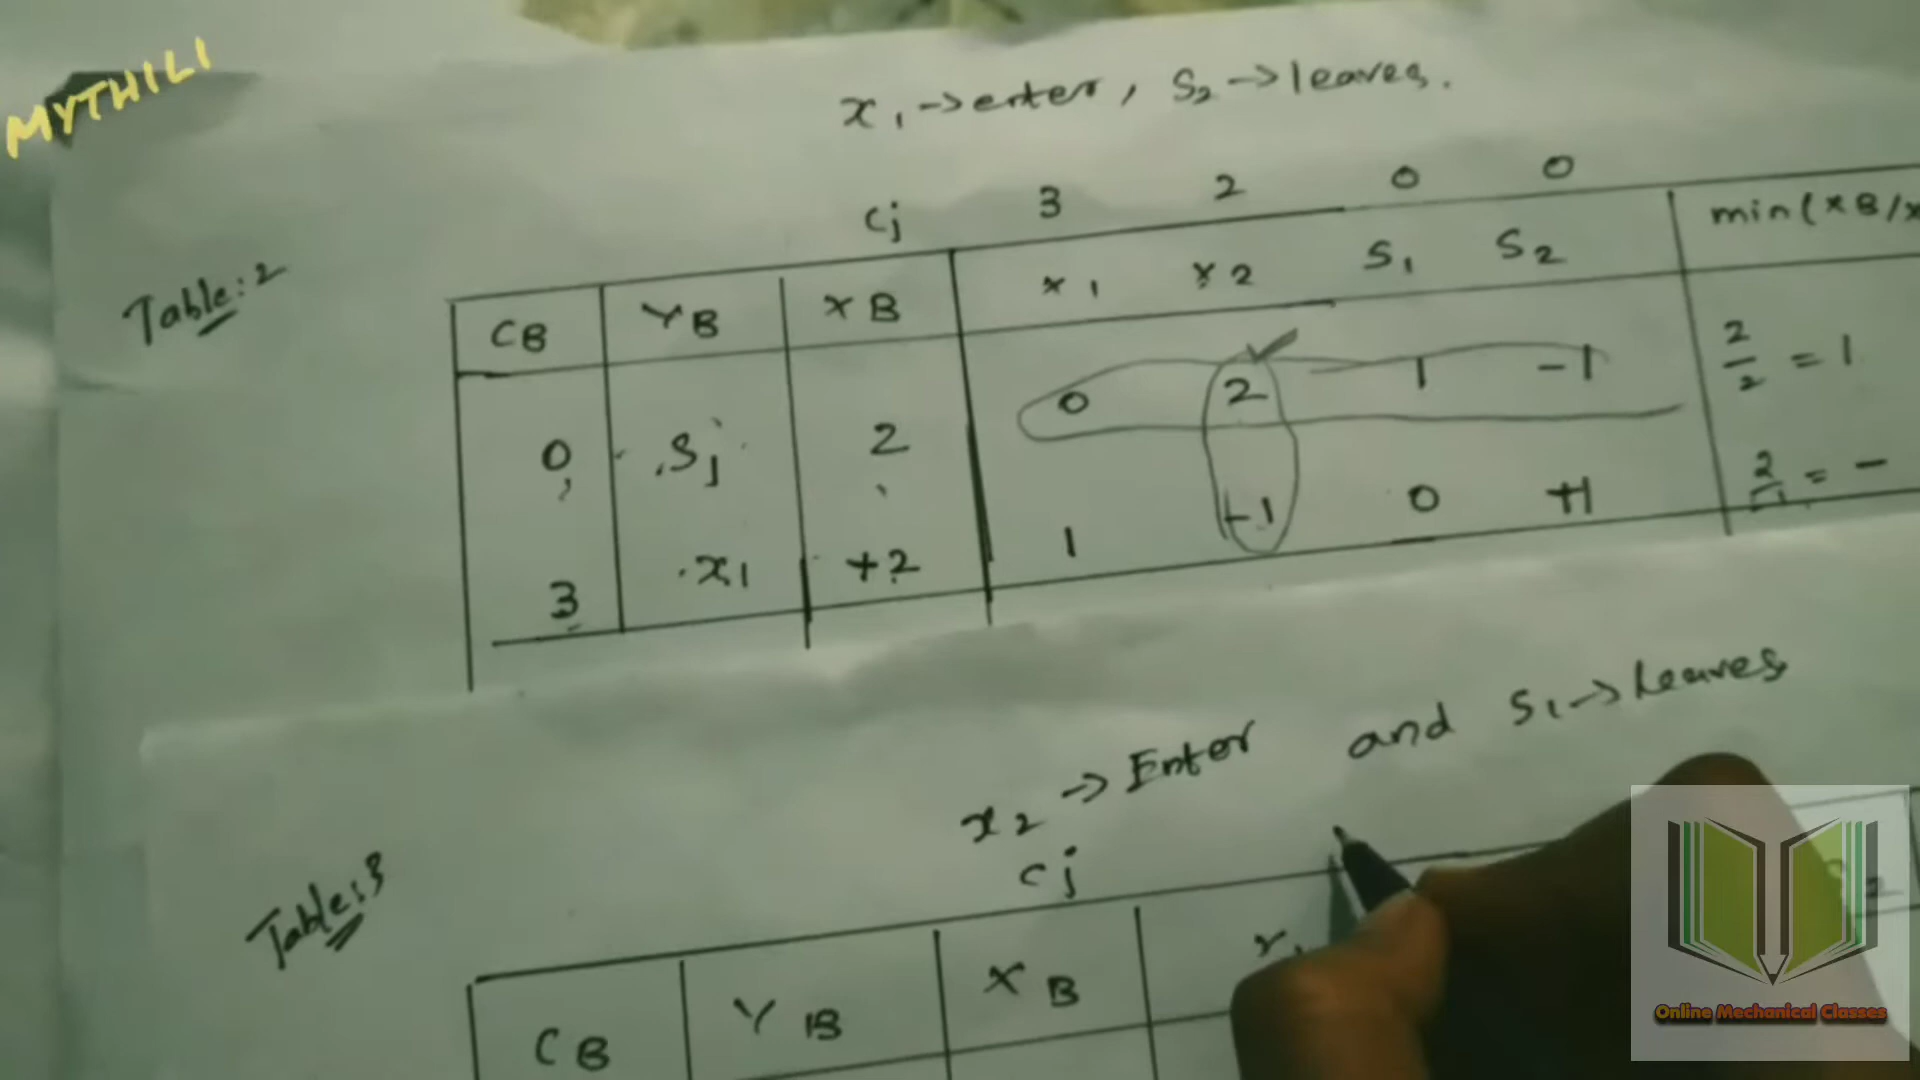 MYTHILI
x1 -> enter, S2 -> leaves.
Cj 3 2 0 0
Table: 2
CB YB XB x1 x2 S1 S2 min(XB/x
0 S1 2 0 2 1 -1 2/2 = 1
3 x1 +2 1 -1 0 +1 2/-1 = -
x2 -> Enter and S1 -> Leaves
Table: 3
Cj
CB YB XB
Online Mechanical Classes